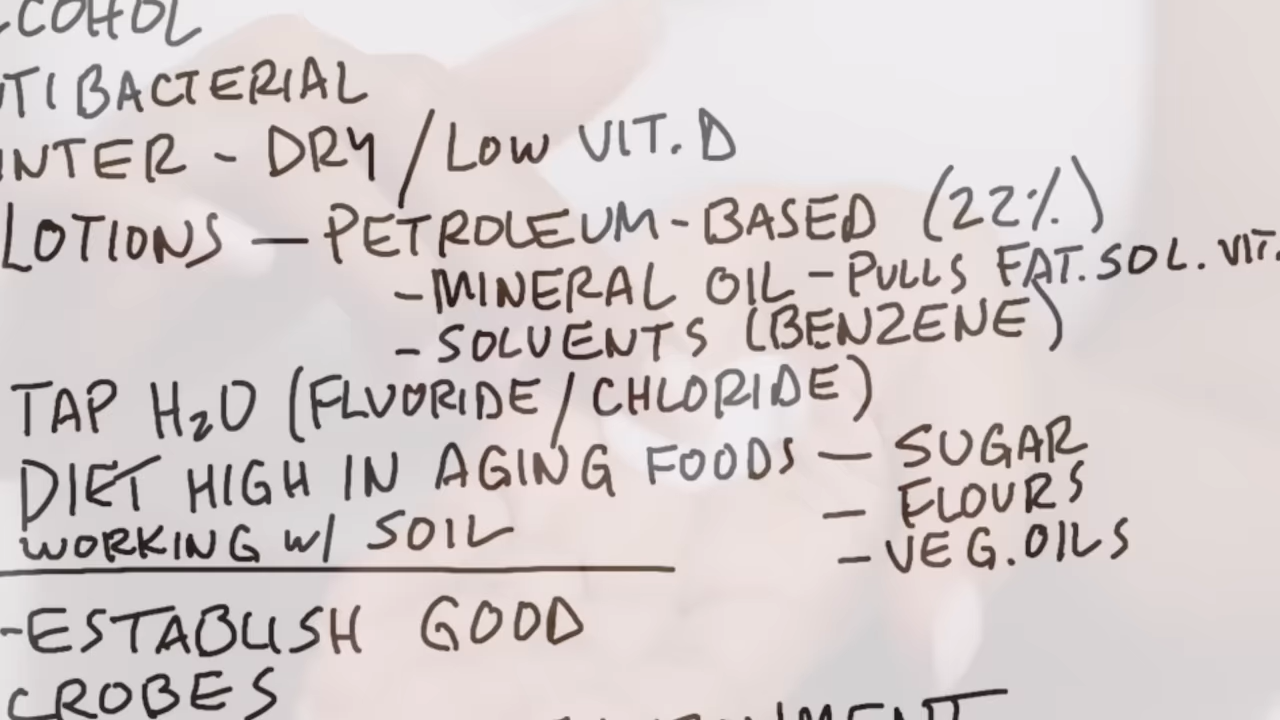 LCOHOL
TIBACTERIAL
INTER - DRY / LOW VIT. D
LOTIONS — PETROLEUM-BASED (22%)
- MINERAL OIL - PULLS FAT. SOL. VIT.
- SOLVENTS (BENZENE)
TAP H₂O (FLUORIDE / CHLORIDE)
DIET HIGH IN AGING FOODS — SUGAR
— FLOURS
WORKING W/ SOIL
- VEG. OILS
-ESTABLISH GOOD
CROBES